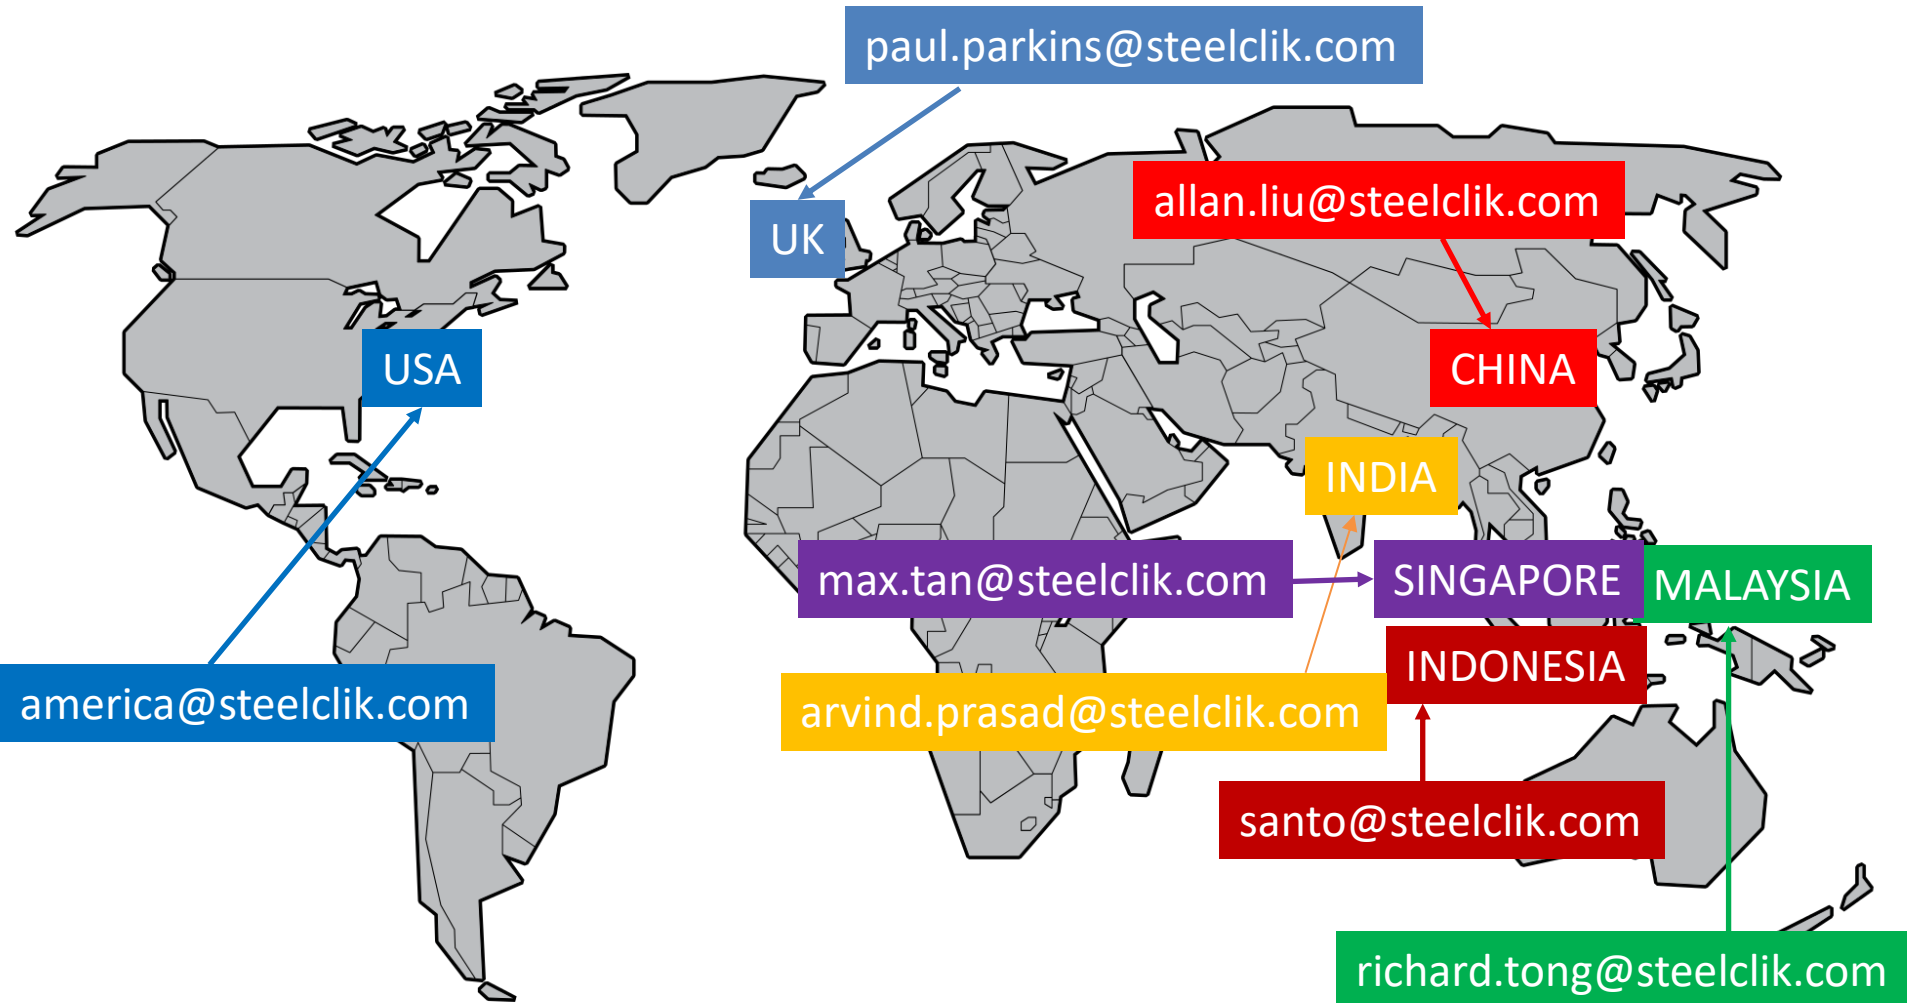 paul.parkins@steelclik.com
allan.liu@steelclik.com
UK
USA
CHINA
INDIA
max.tan@steelclik.com
SINGAPORE
MALAYSIA
INDONESIA
america@steelclik.com
arvind.prasad@steelclik.com
santo@steelclik.com
richard.tong@steelclik.com